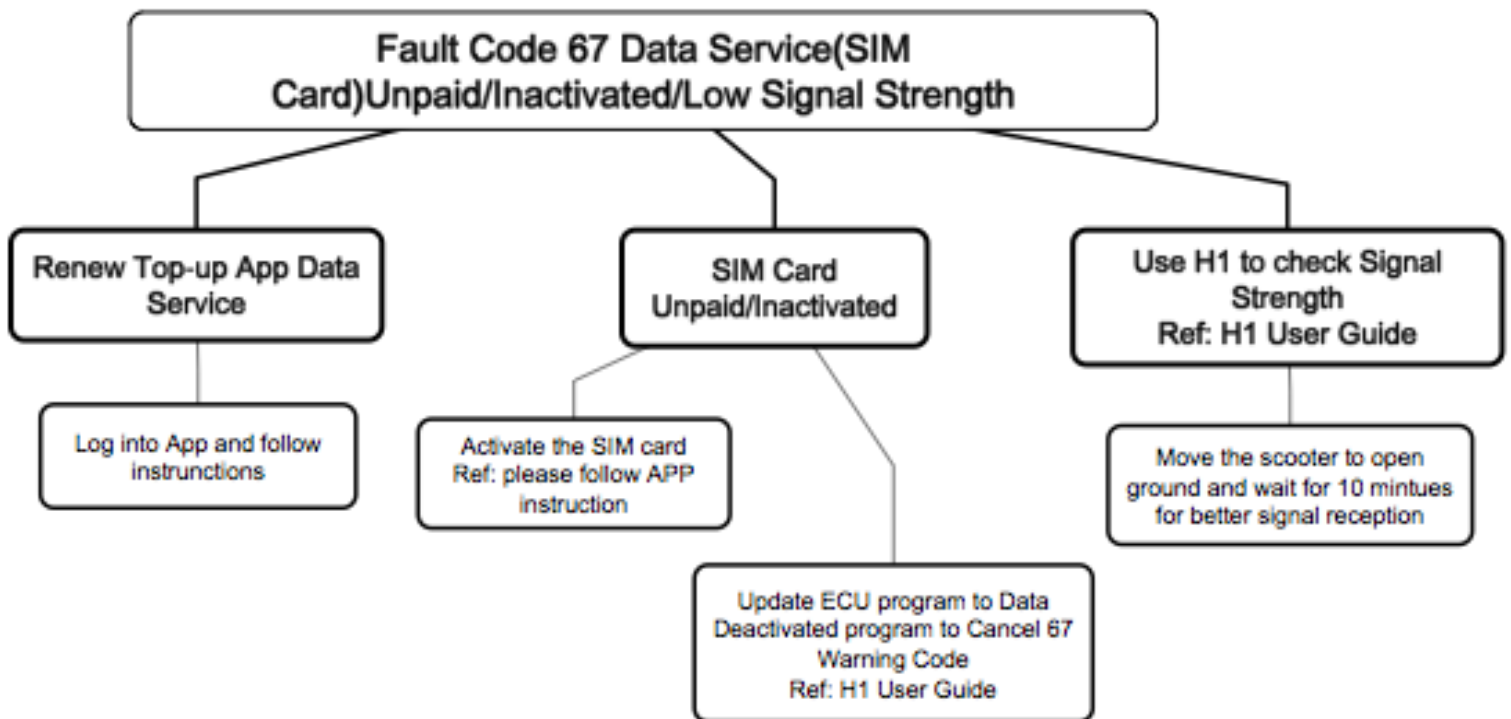 Fault Code 67 Data Service(SIM
Card)Unpaid/Inactivated/Low Signal Strength
Renew Top-up App Data
Service
SIM Card
Unpaid/Inactivated
Use H1 to check Signal
Strength
Ref: H1 User Guide
Log into App and follow
instrunctions
Activate the SIM card
Ref: please follow APP
instruction
Move the scooter to open
ground and wait for 10 mintues
for better signal reception
Update ECU program to Data
Deactivated program to Cancel 67
Warning Code
Ref: H1 User Guide